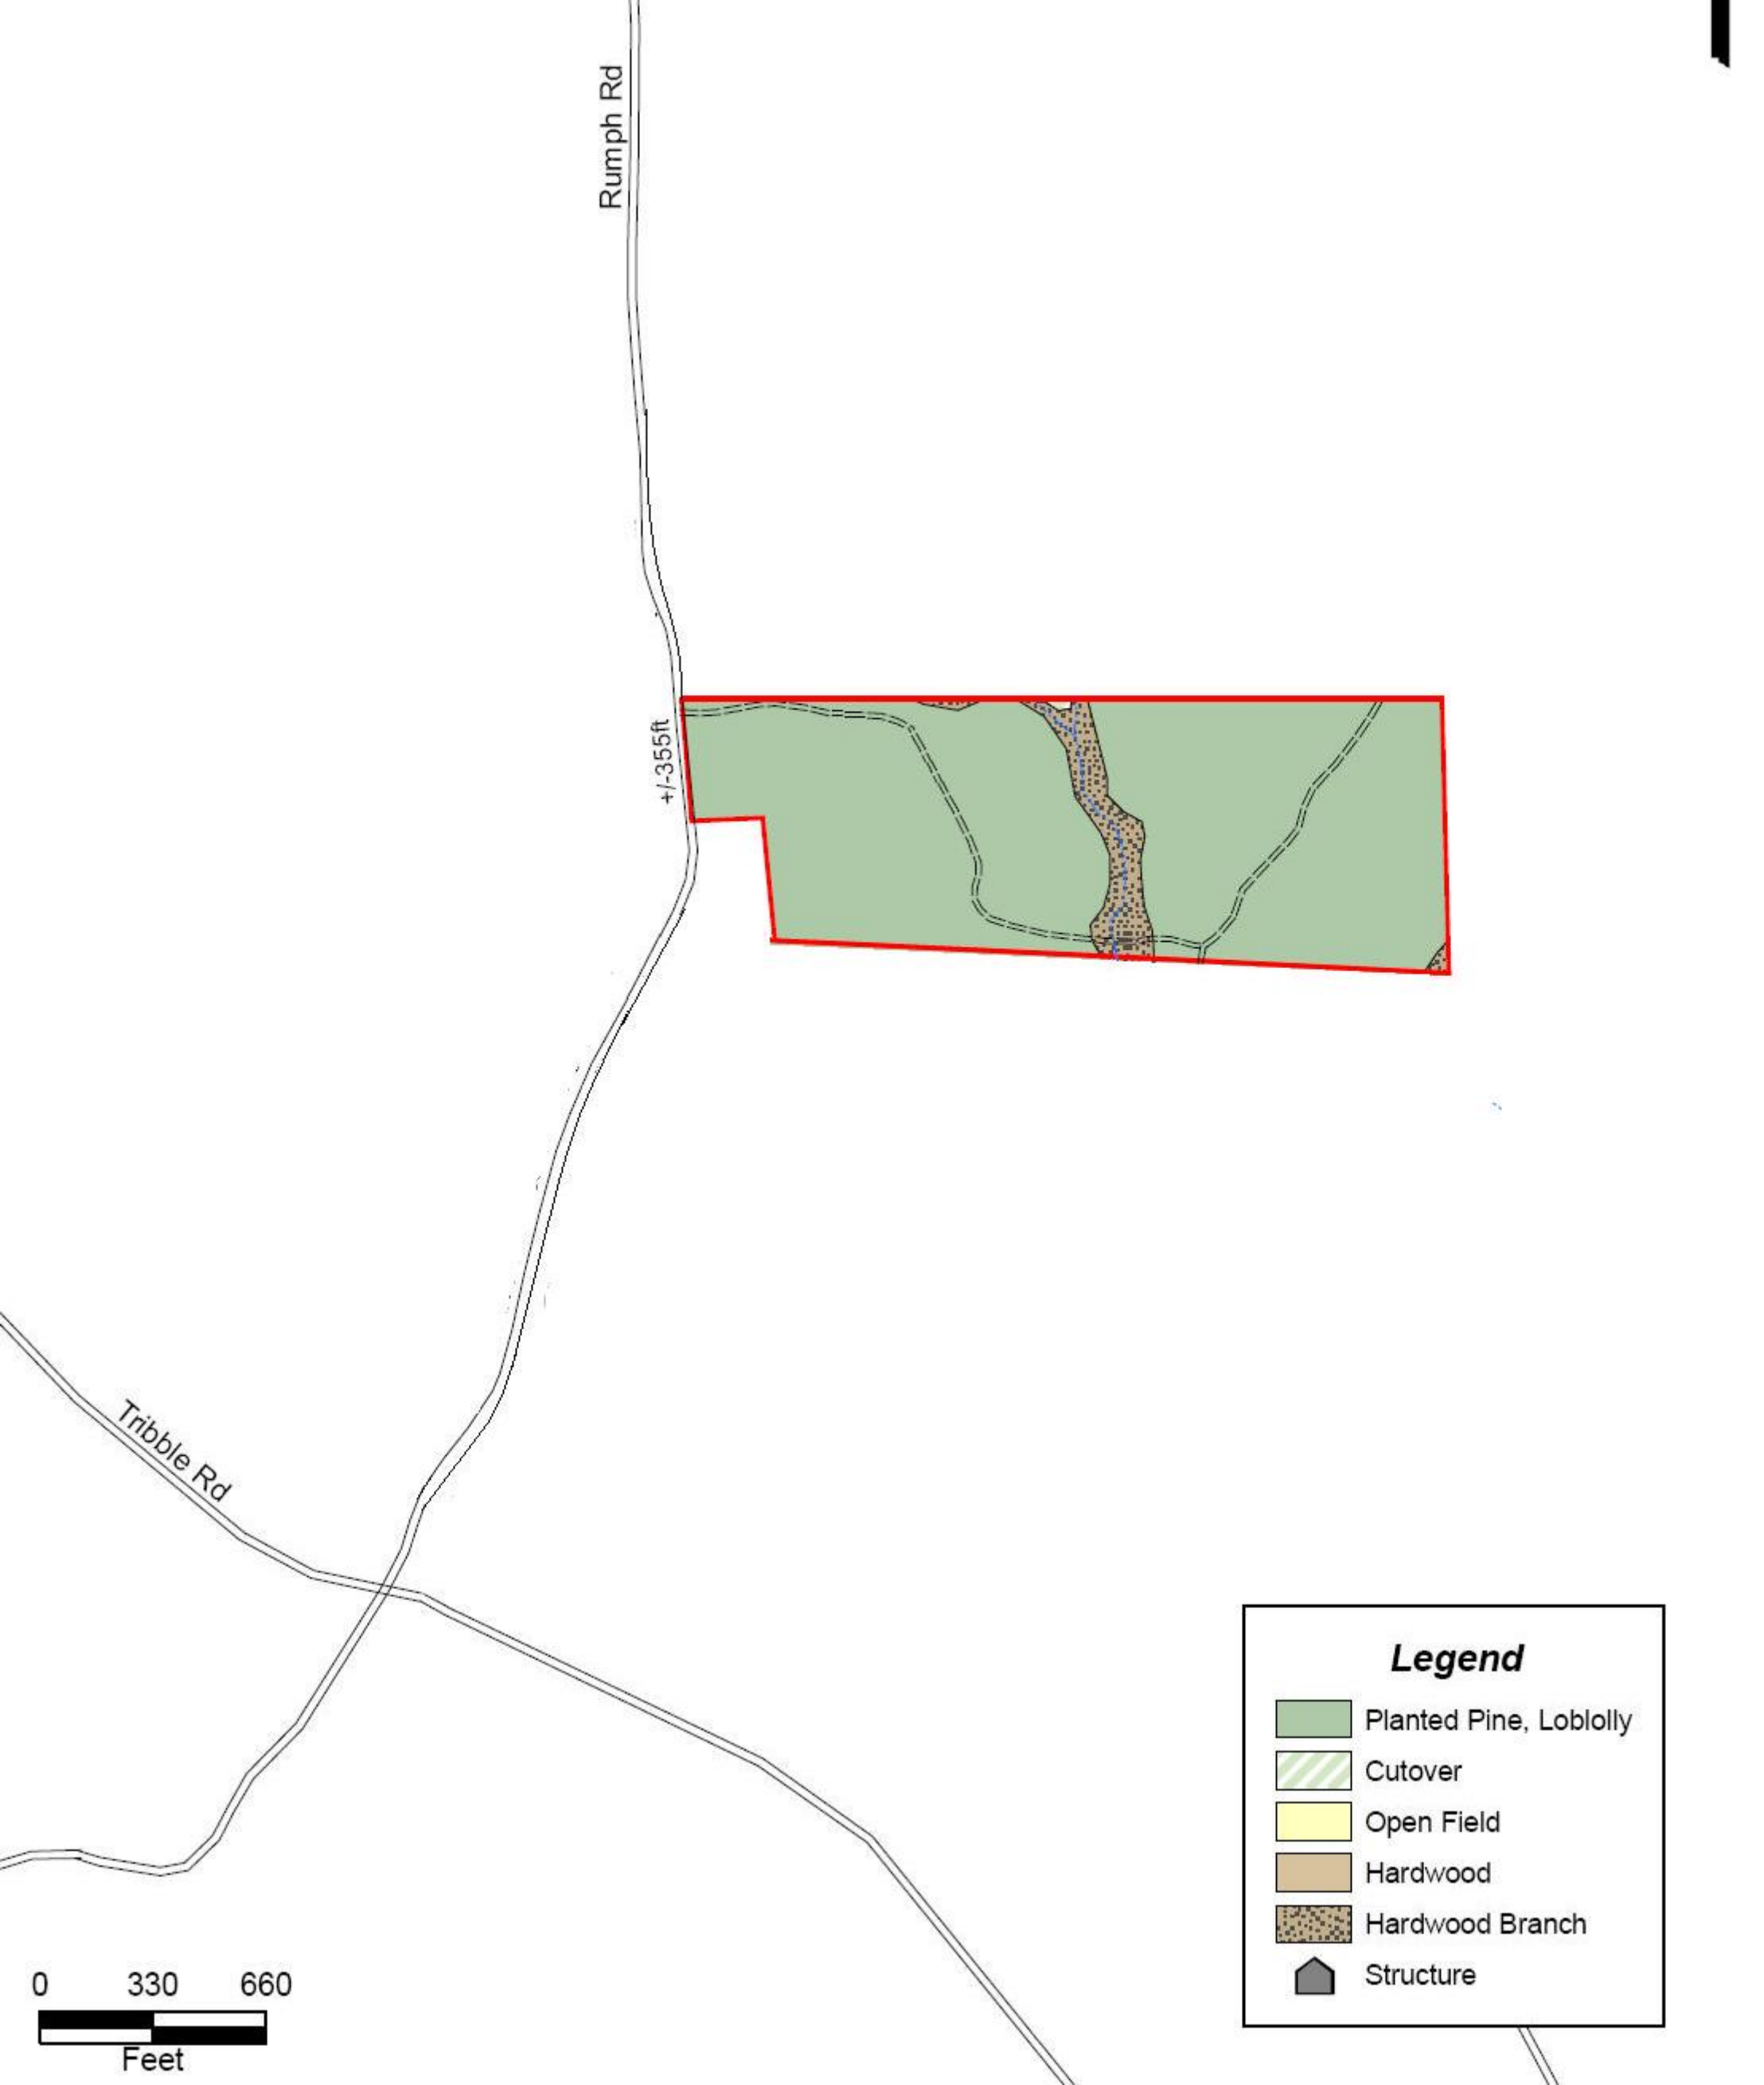 Rumph Rd
+/-355ft
Tribble Rd
Legend
Planted Pine, Loblolly
Cutover
Open Field
Hardwood
Hardwood Branch
Structure
0 330 660
Feet